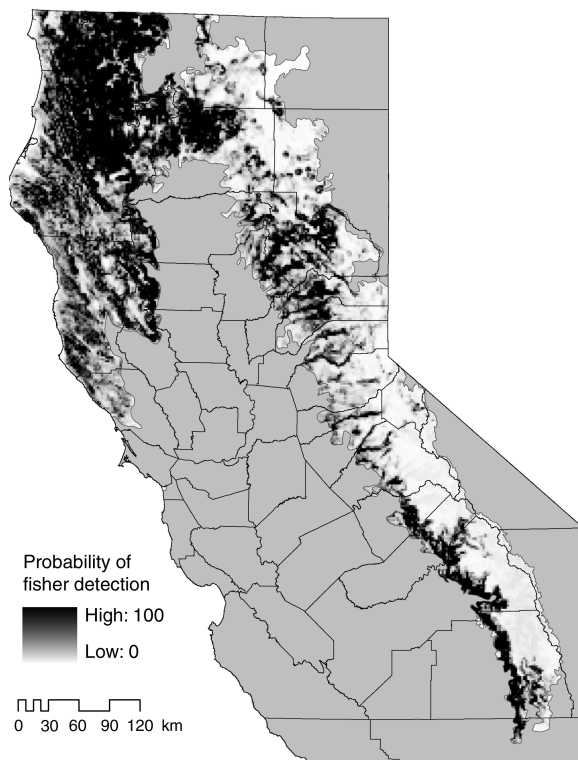 Probability of
fisher detection
High: 100
Low: 0
0 30 60 90 120 km